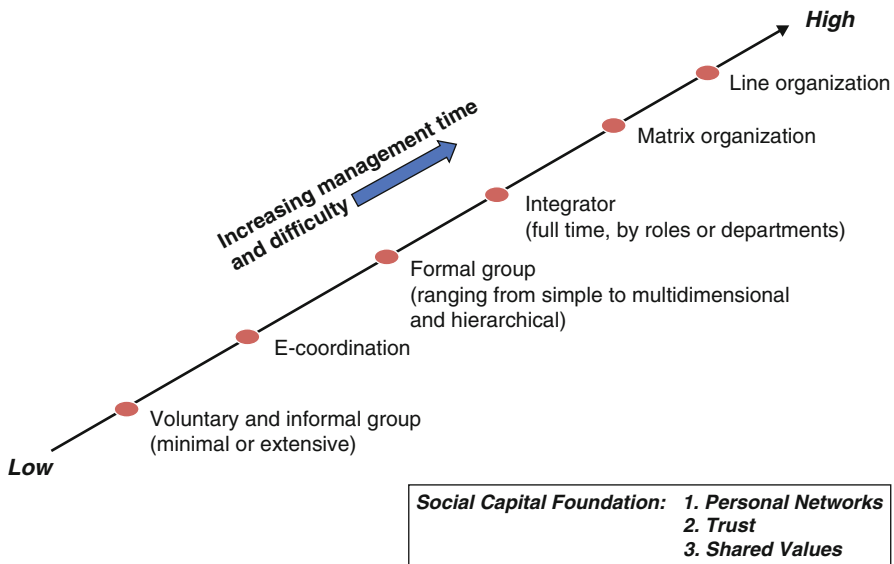 High
Line organization
Matrix organization
Increasing management time
and difficulty
Integrator
(full time, by roles or departments)
Formal group
(ranging from simple to multidimensional
and hierarchical)
E-coordination
Voluntary and informal group
(minimal or extensive)
Low
Social Capital Foundation: 1. Personal Networks
2. Trust
3. Shared Values